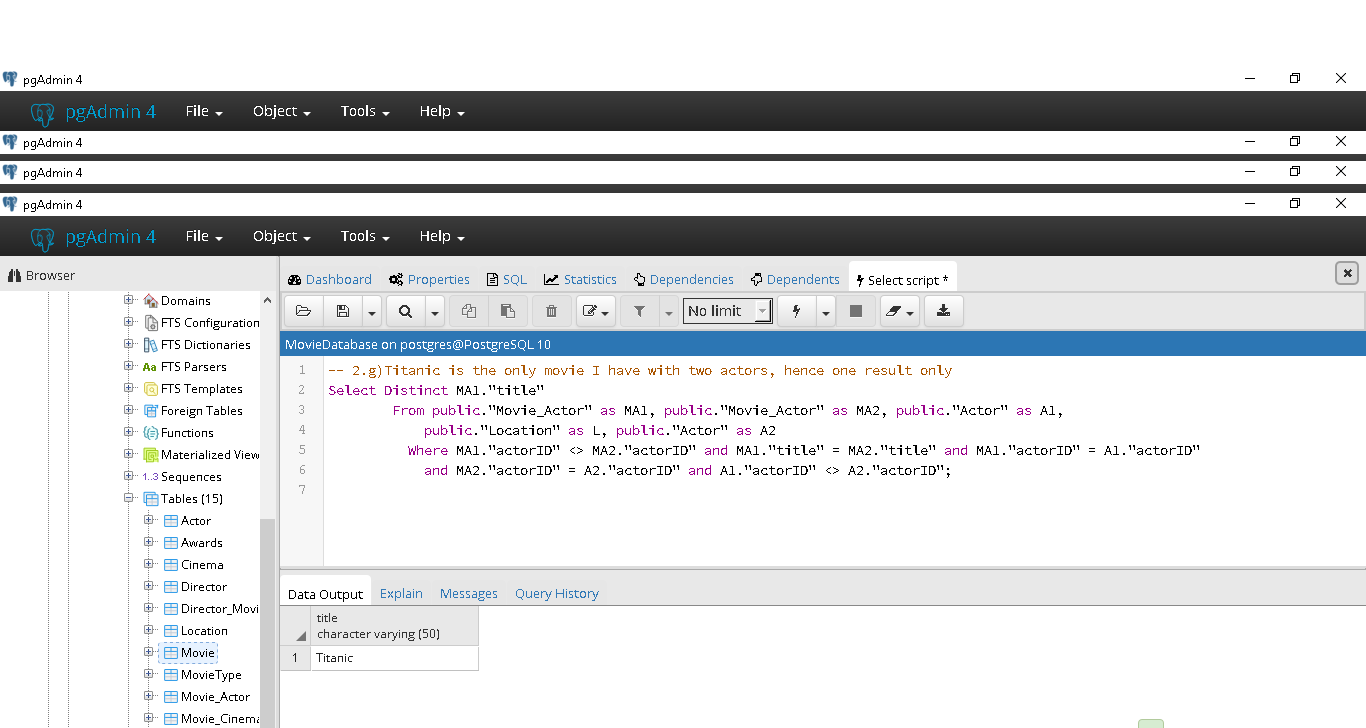 pgAdmin 4
pgAdmin 4 File Object Tools Help
pgAdmin 4
pgAdmin 4
pgAdmin 4
pgAdmin 4 File Object Tools Help
Browser
Domains
FTS Configuration
FTS Dictionaries
Aa FTS Parsers
FTS Templates
Foreign Tables
Functions
Materialized View
1..3 Sequences
Tables (15)
Actor
Awards
Cinema
Director
Director_Movi
Location
Movie
MovieType
Movie_Actor
Movie_Cinema
Dashboard Properties SQL Statistics Dependencies Dependents Select script *
No limit
MovieDatabase on postgres@PostgreSQL 10
1 -- 2.g)Titanic is the only movie I have with two actors, hence one result only
2 Select Distinct MA1."title"
3 From public."Movie_Actor" as MA1, public."Movie_Actor" as MA2, public."Actor" as A1,
4 public."Location" as L, public."Actor" as A2
5 Where MA1."actorID" <> MA2."actorID" and MA1."title" = MA2."title" and MA1."actorID" = A1."actorID"
6 and MA2."actorID" = A2."actorID" and A1."actorID" <> A2."actorID";
7
Data Output Explain Messages Query History
title
character varying (50)
1 Titanic